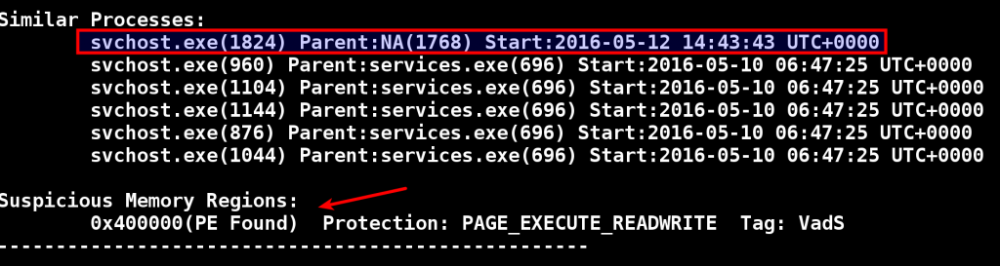 Similar Processes:
svchost.exe(1824) Parent:NA(1768) Start:2016-05-12 14:43:43 UTC+0000
svchost.exe(960) Parent:services.exe(696) Start:2016-05-10 06:47:25 UTC+0000
svchost.exe(1104) Parent:services.exe(696) Start:2016-05-10 06:47:25 UTC+0000
svchost.exe(1144) Parent:services.exe(696) Start:2016-05-10 06:47:25 UTC+0000
svchost.exe(876) Parent:services.exe(696) Start:2016-05-10 06:47:25 UTC+0000
svchost.exe(1044) Parent:services.exe(696) Start:2016-05-10 06:47:25 UTC+0000
Suspicious Memory Regions:
0x400000(PE Found)  Protection: PAGE_EXECUTE_READWRITE  Tag: VadS
---------------------------------------------------